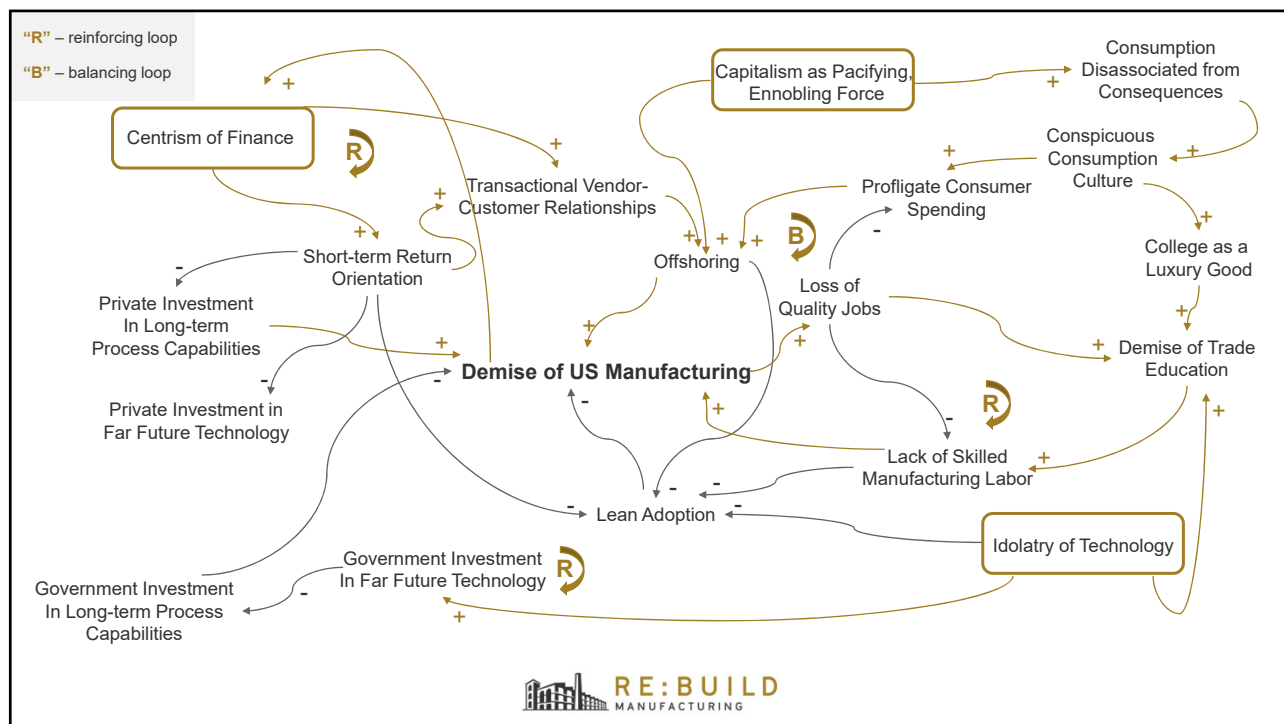 “R” – reinforcing loop
“B” – balancing loop
Capitalism as Pacifying,
Ennobling Force
+
Consumption
Disassociated from
Consequences
+
+
Centrism of Finance
R
+
Transactional Vendor-
Customer Relationships
+
+
Conspicuous
Consumption
Culture
+
Profligate Consumer
Spending
+
-
+
Short-term Return
Orientation
-
+
+
+
Offshoring
B
Loss of
Quality Jobs
College as a
Luxury Good
Private Investment
In Long-term
Process Capabilities
+
+
+
+
+
Demise of Trade
Education
Demise of US Manufacturing
-
-
-
Private Investment in
Far Future Technology
+
R
-
+
Lack of Skilled
Manufacturing Labor
+
-
-
-
-
Lean Adoption
Idolatry of Technology
Government Investment
In Far Future Technology
R
Government Investment
In Long-term Process
Capabilities
-
+
RE:BUILD
MANUFACTURING